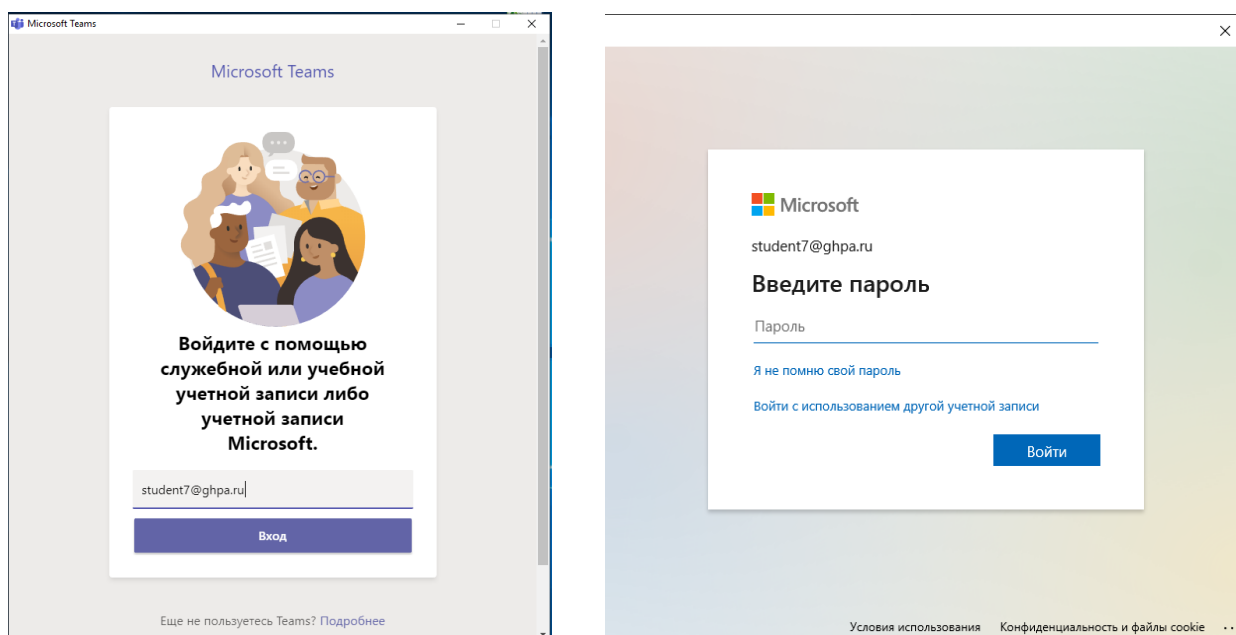 Microsoft Teams
Microsoft Teams
Войдите с помощью
служебной или учебной
учетной записи либо
учетной записи
Microsoft.
student7@ghpa.ru
Вход
Еще не пользуетесь Teams? Подробнее
Microsoft
student7@ghpa.ru
Введите пароль
Пароль
Я не помню свой пароль
Войти с использованием другой учетной записи
Войти
Условия использования Конфиденциальность и файлы cookie